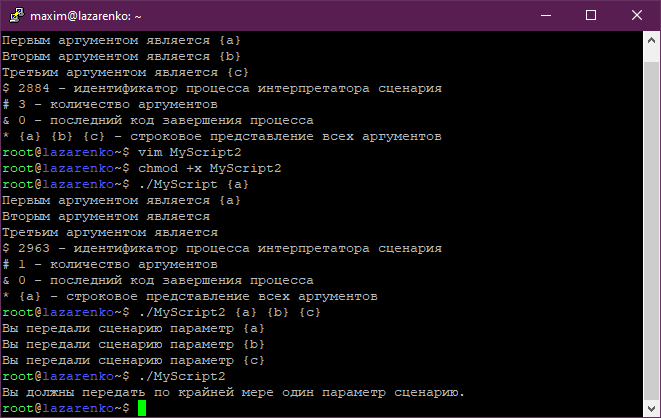 maxim@lazarenko: ~
Первым аргументом является {a}
Вторым аргументом является {b}
Третьим аргументом является {c}
$ 2884 - идентификатор процесса интерпретатора сценария
# 3 - количество аргументов
& 0 - последний код завершения процесса
* {a} {b} {c} - строковое представление всех аргументов
root@lazarenko~$ vim MyScript2
root@lazarenko~$ chmod +x MyScript2
root@lazarenko~$ ./MyScript {a}
Первым аргументом является {a}
Вторым аргументом является
Третьим аргументом является
$ 2963 - идентификатор процесса интерпретатора сценария
# 1 - количество аргументов
& 0 - последний код завершения процесса
* {a} - строковое представление всех аргументов
root@lazarenko~$ ./MyScript2 {a} {b} {c}
Вы передали сценарию параметр {a}
Вы передали сценарию параметр {b}
Вы передали сценарию параметр {c}
root@lazarenko~$ ./MyScript2
Вы должны передать по крайней мере один параметр сценарию.
root@lazarenko~$